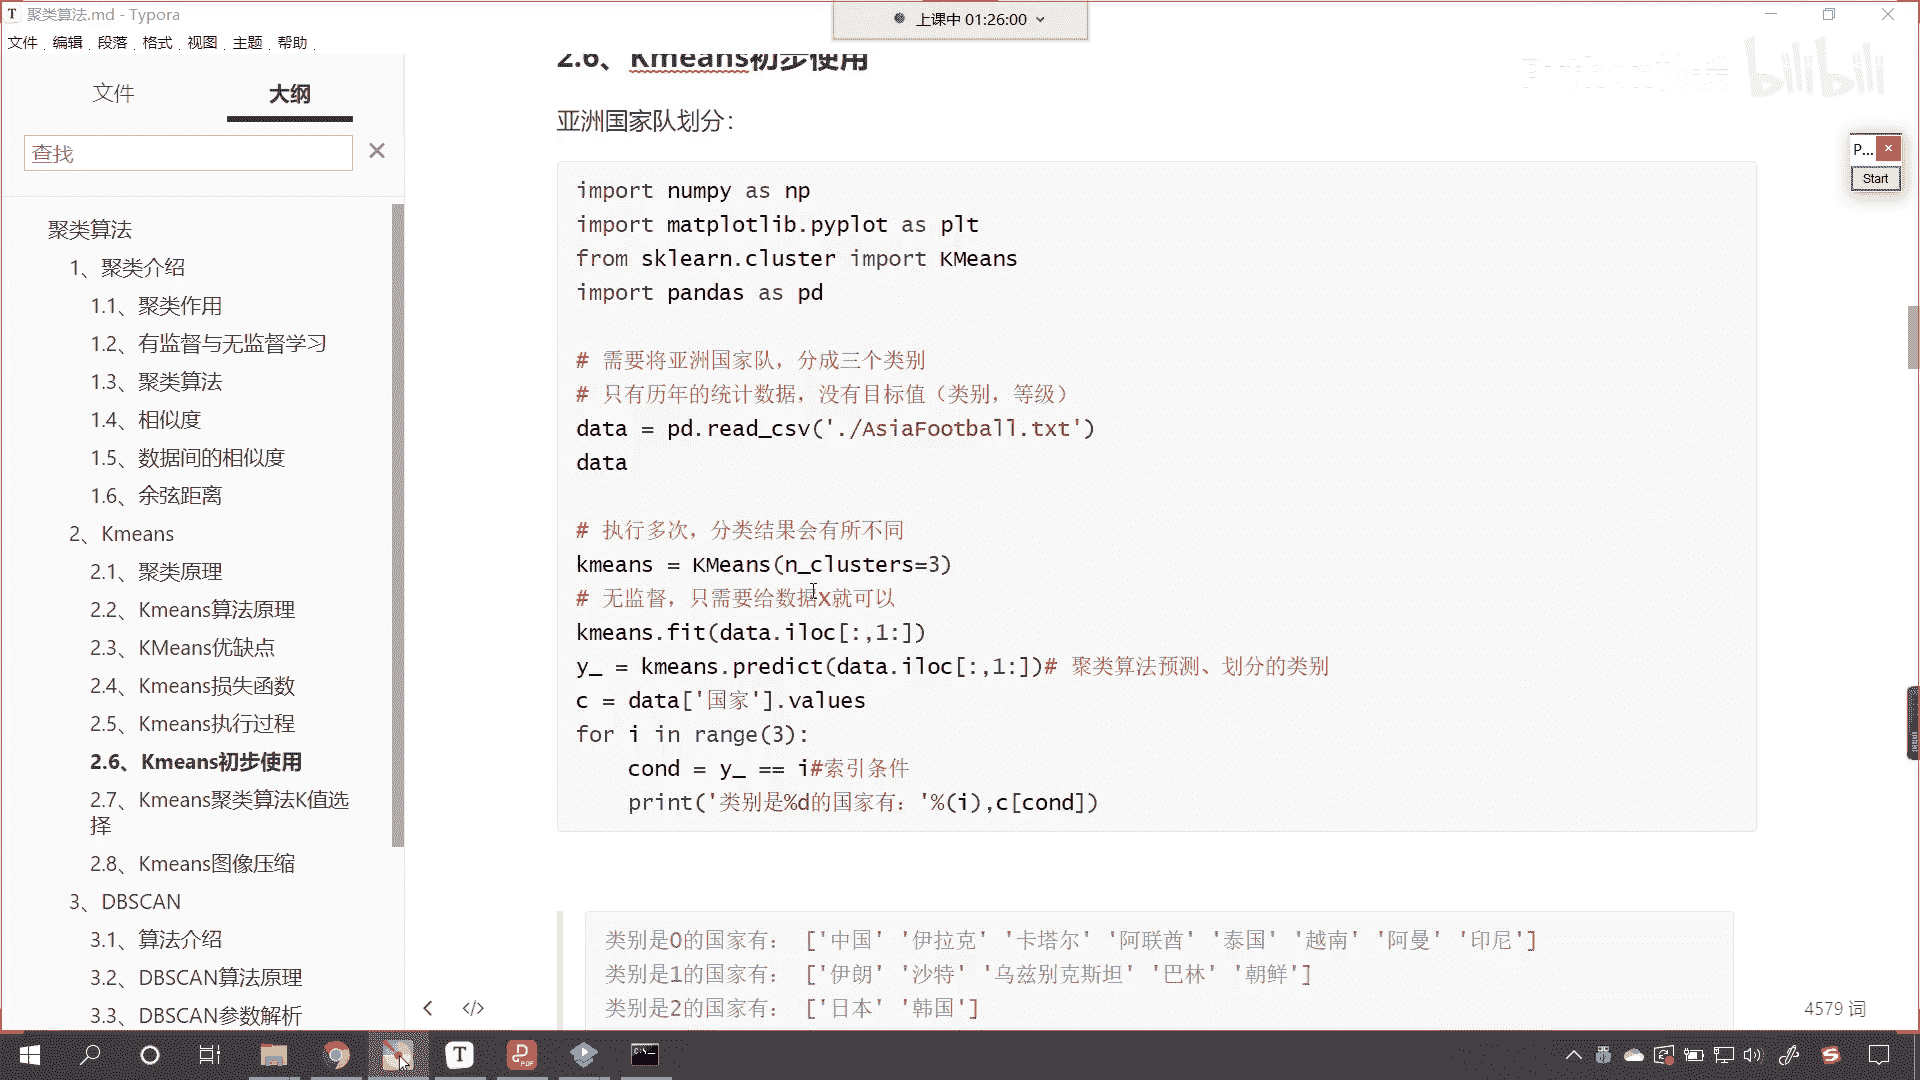 聚类算法.md - Typora
上课中 01:26:00
文件 编辑 段落 格式 视图 主题 帮助
文件 大纲
查找
聚类算法
1、聚类介绍
1.1、聚类作用
1.2、有监督与无监督学习
1.3、聚类算法
1.4、相似度
1.5、数据间的相似度
1.6、余弦距离
2、Kmeans
2.1、聚类原理
2.2、Kmeans算法原理
2.3、KMeans优缺点
2.4、Kmeans损失函数
2.5、Kmeans执行过程
2.6、Kmeans初步使用
2.7、Kmeans聚类算法K值选
择
2.8、Kmeans图像压缩
3、DBSCAN
3.1、算法介绍
3.2、DBSCAN算法原理
3.3、DBSCAN参数解析
2.6、Kmeans初步使用
亚洲国家队划分：
import numpy as np
import matplotlib.pyplot as plt
from sklearn.cluster import KMeans
import pandas as pd
# 需要将亚洲国家队，分成三个类别
# 只有历年的统计数据，没有目标值（类别，等级）
data = pd.read_csv('./AsiaFootball.txt')
data
# 执行多次，分类结果会有所不同
kmeans = KMeans(n_clusters=3)
# 无监督，只需要给数据X就可以
kmeans.fit(data.iloc[:,1:])
y_ = kmeans.predict(data.iloc[:,1:])# 聚类算法预测、划分的类别
c = data['国家'].values
for i in range(3):
    cond = y_ == i#索引条件
    print('类别是%d的国家有：'%(i),c[cond])
类别是0的国家有： ['中国' '伊拉克' '卡塔尔' '阿联酋' '泰国' '越南' '阿曼' '印尼']
类别是1的国家有： ['伊朗' '沙特' '乌兹别克斯坦' '巴林' '朝鲜']
类别是2的国家有： ['日本' '韩国']
4579 词
bilibili
P...
Start